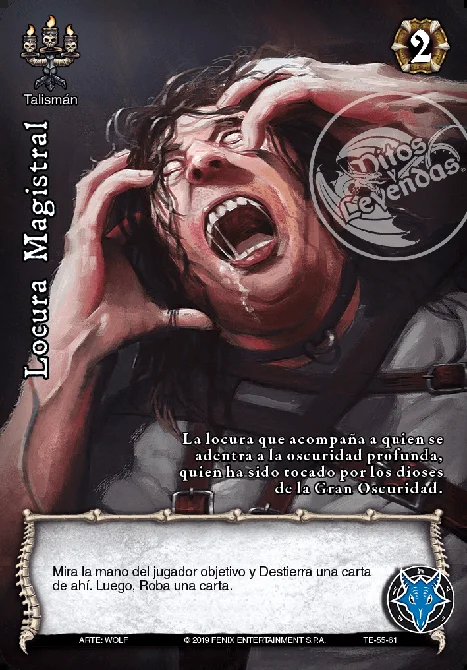 2
Talismán
Locura Magistral
Mitos
y
Leyendas
La locura que acompaña a quien se
adentra a la oscuridad profunda,
quien ha sido tocado por los dioses
de la Gran Oscuridad.
Mira la mano del jugador objetivo y Destierra una carta
de ahí. Luego, Roba una carta.
ARTE: WOLF
© 2019 FENIX ENTERTAINMENT S.P.A.
TE-55-61